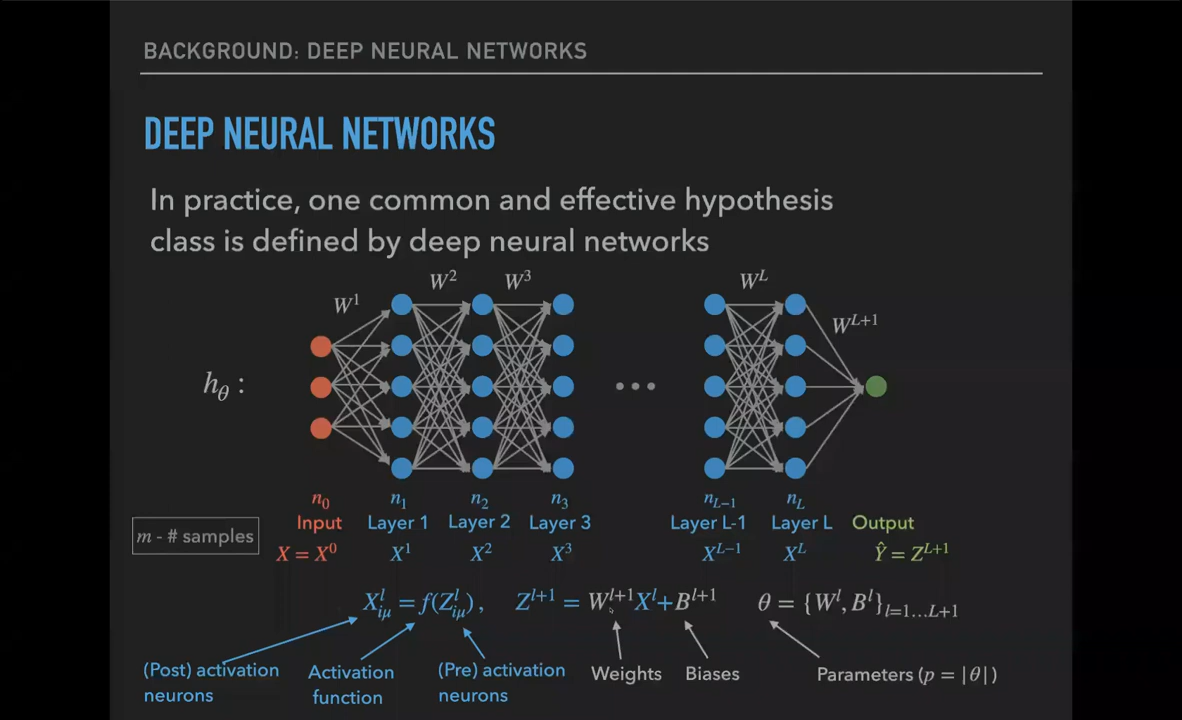 BACKGROUND: DEEP NEURAL NETWORKS
DEEP NEURAL NETWORKS
In practice, one common and effective hypothesis
class is defined by deep neural networks
W² W³ W^L
W¹ W^{L+1}
h_θ :
• • •
n₀ n₁ n₂ n₃ n_{L−1} n_L
Input Layer 1 Layer 2 Layer 3 Layer L-1 Layer L Output
m - # samples
X = X⁰ X¹ X² X³ X^{L−1} X^L Ŷ = Z^{L+1}
X^l_{iμ} = f(Z^l_{iμ}), Z^{l+1} = W^{l+1}X^l+B^{l+1} θ = {W^l, B^l}_{l=1…L+1}
(Post) activation neurons
Activation function
(Pre) activation neurons
Weights
Biases
Parameters (p = |θ|)